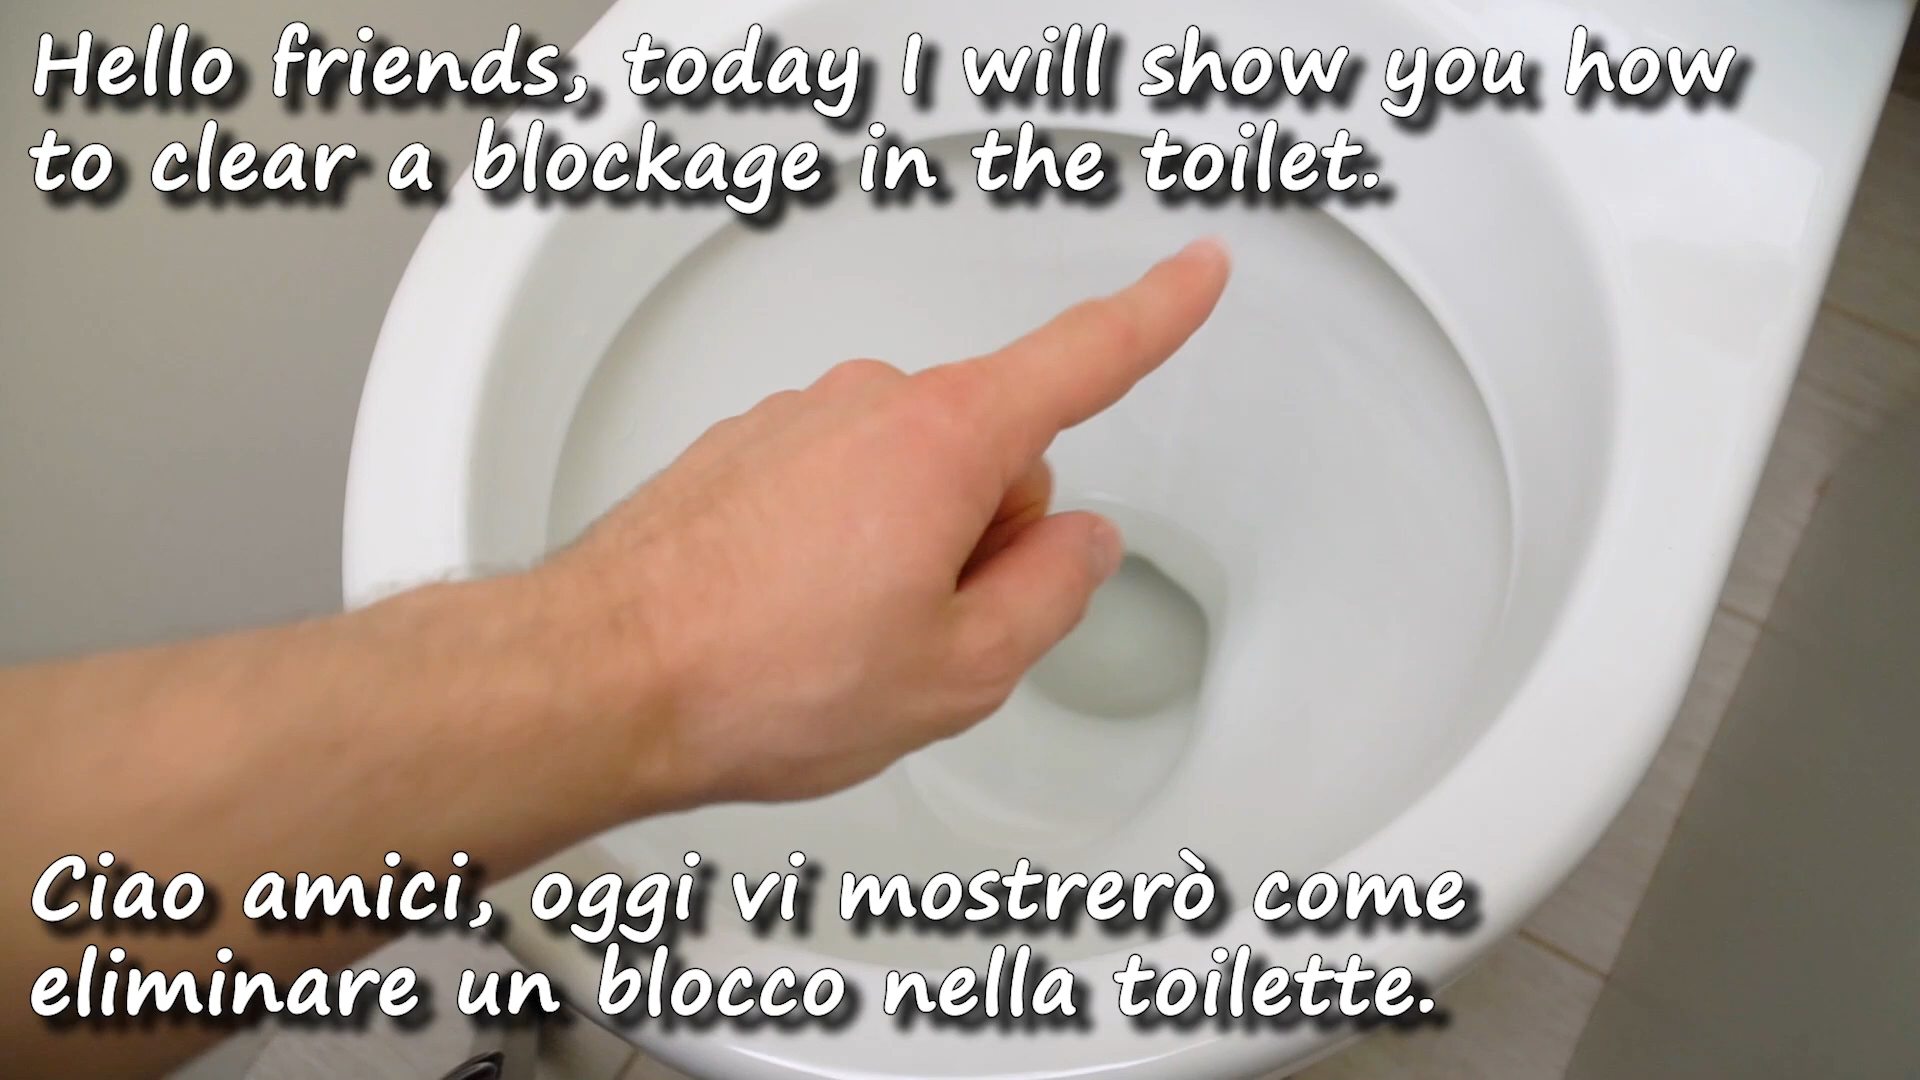 Hello friends, today I will show you how
to clear a blockage in the toilet.
Ciao amici, oggi vi mostrerò come
eliminare un blocco nella toilette.